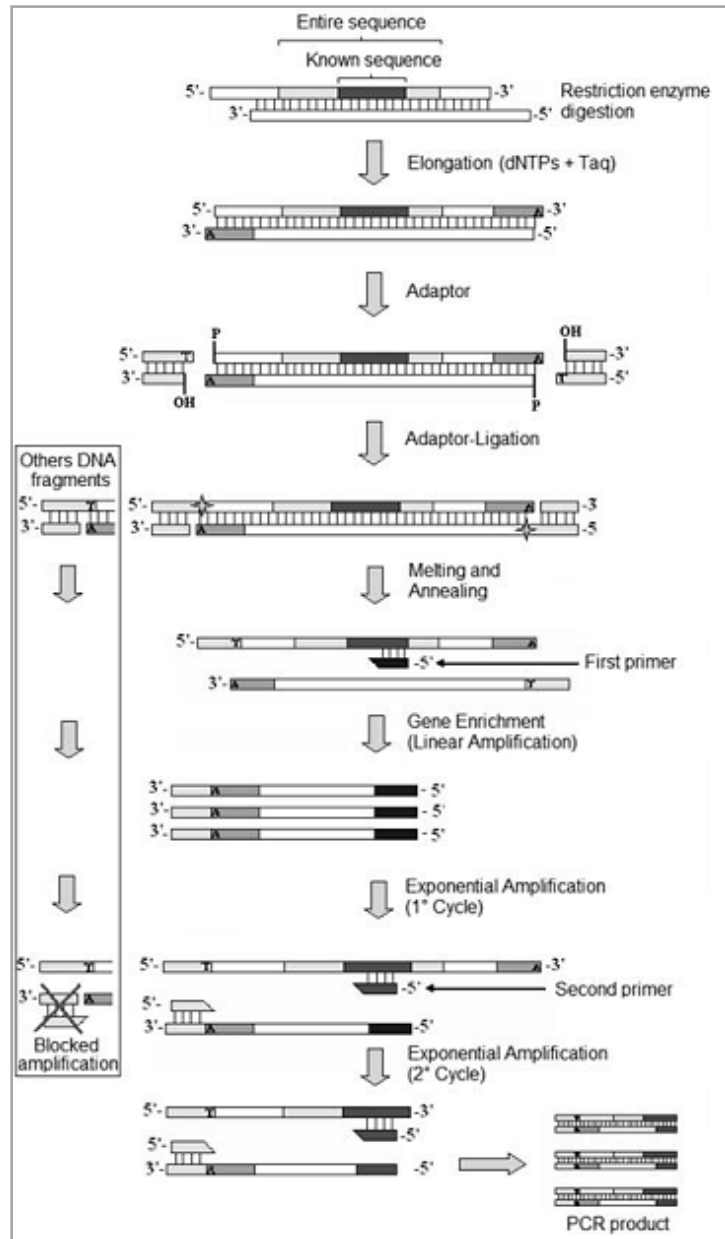 Entire sequence
Known sequence
5'- -3'
3'- -5'
Restriction enzyme
digestion
Elongation (dNTPs + Taq)
5'- A -3'
3'- A -5'
Adaptor
P OH
5'- T A -3'
3'- A T -5'
OH P
Adaptor-Ligation
Others DNA
fragments
5'- T
3'- A
5'- A -3
3'- A -5
Melting and
Annealing
5'- T A
-5' First primer
3'- A T
Gene Enrichment
(Linear Amplification)
3'- A - 5'
3'- A - 5'
3'- A - 5'
Exponential Amplification
(1° Cycle)
5'- T
3'- A
Blocked
amplification
5'- T A -3'
-5' Second primer
5'-
3'- A -5'
Exponential Amplification
(2° Cycle)
5'- T -3'
-5'
5'-
3'- A -5'
PCR product